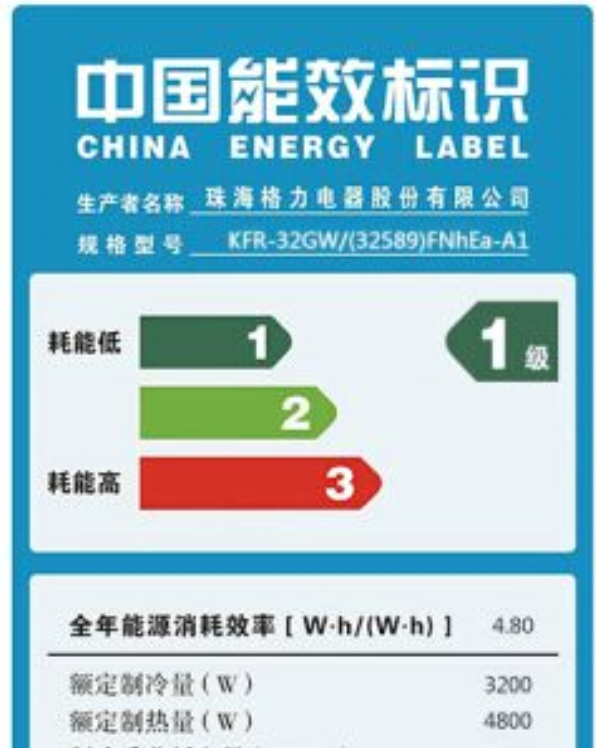 中国能效标识
CHINA ENERGY LABEL
生产者名称 珠海格力电器股份有限公司
规格型号 KFR-32GW/(32589)FNhEa-A1
耗能低 1 1级
2
耗能高 3
全年能源消耗效率 [ W·h/(W·h) ] 4.80
额定制冷量 ( W ) 3200
额定制热量 ( W ) 4800